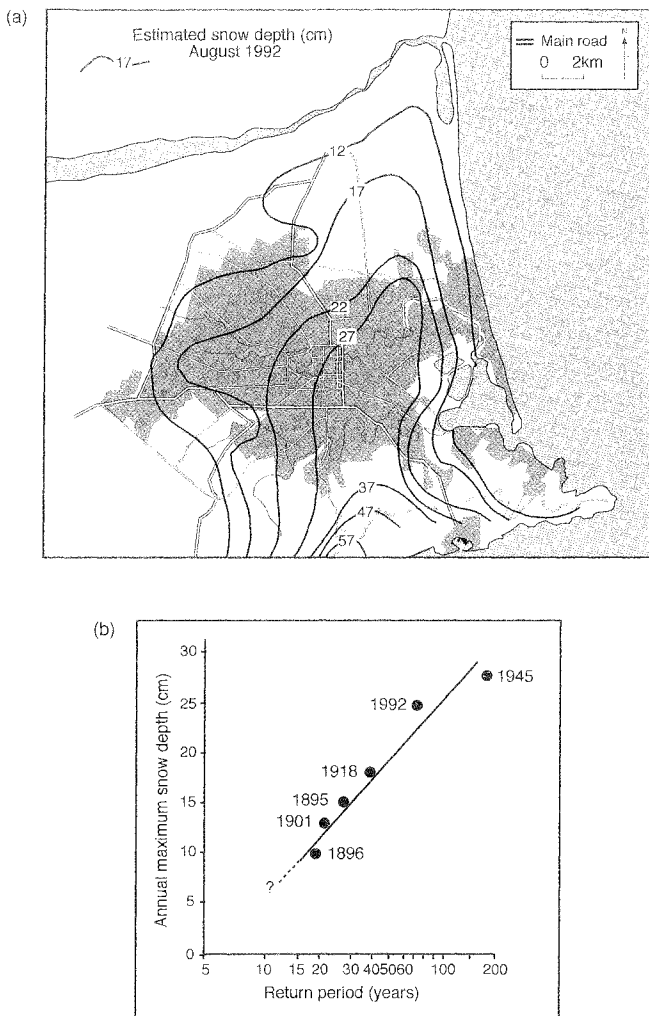 (a)
Estimated snow depth (cm)
August 1992
17
Main road
N
0 2km
12
17
22
27
37
47
57
(b)
Annual maximum snow depth (cm)
30
25
20
15
10
5
0
1945
1992
1918
1895
1901
1896
?
5 10 15 20 30 40 50 60 100 200
Return period (years)